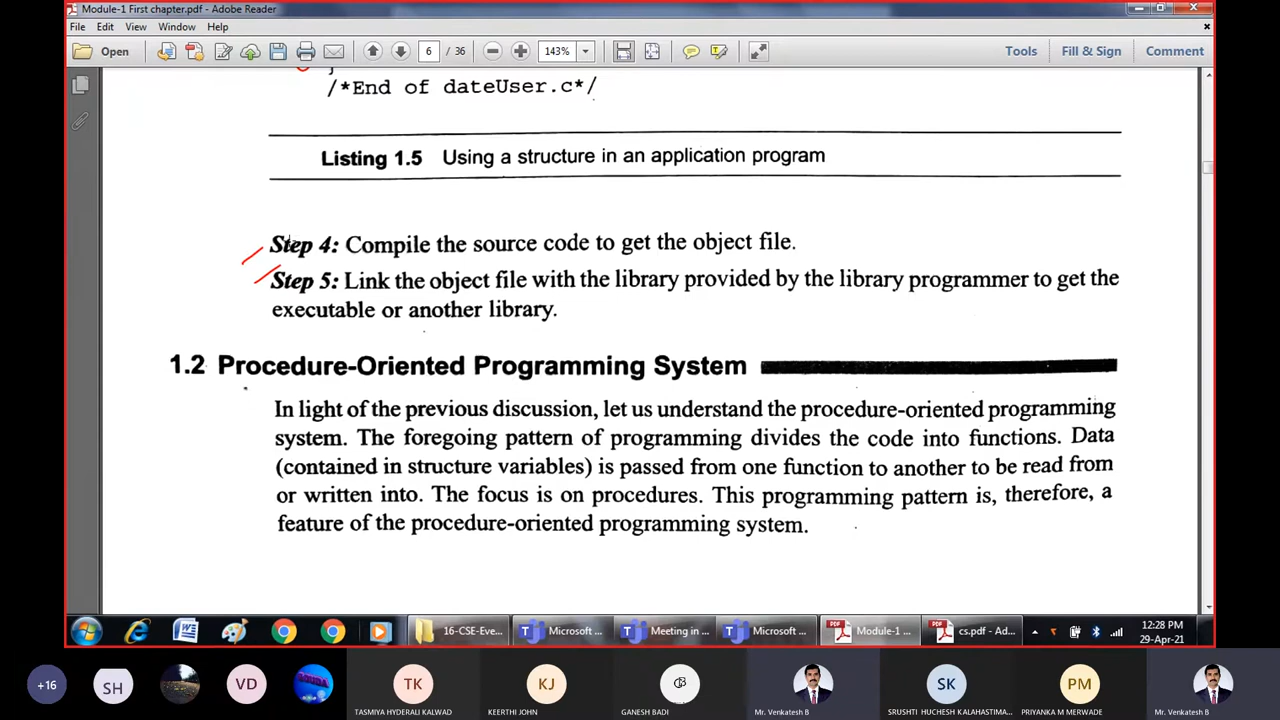 Module-1 First chapter.pdf - Adobe Reader
File Edit View Window Help
Open 6 / 36 143% Tools Fill & Sign Comment
/*End of dateUser.c*/
Listing 1.5 Using a structure in an application program
Step 4: Compile the source code to get the object file.
Step 5: Link the object file with the library provided by the library programmer to get the
executable or another library.
1.2 Procedure-Oriented Programming System
In light of the previous discussion, let us understand the procedure-oriented programming
system. The foregoing pattern of programming divides the code into functions. Data
(contained in structure variables) is passed from one function to another to be read from
or written into. The focus is on procedures. This programming pattern is, therefore, a
feature of the procedure-oriented programming system.
16-CSE-Eve... Microsoft ... Meeting in ... Microsoft ... Module-1 ... cs.pdf - Ad... 12:28 PM
29-Apr-21
+16 SH VD TK KJ SK PM
TASMIYA HYDERALI KALWAD KEERTHI JOHN GANESH BADI Mr. Venkatesh B SRUSHTI HUCHESH KALAHASTIMA... PRIYANKA M MERWADE Mr. Venkatesh B